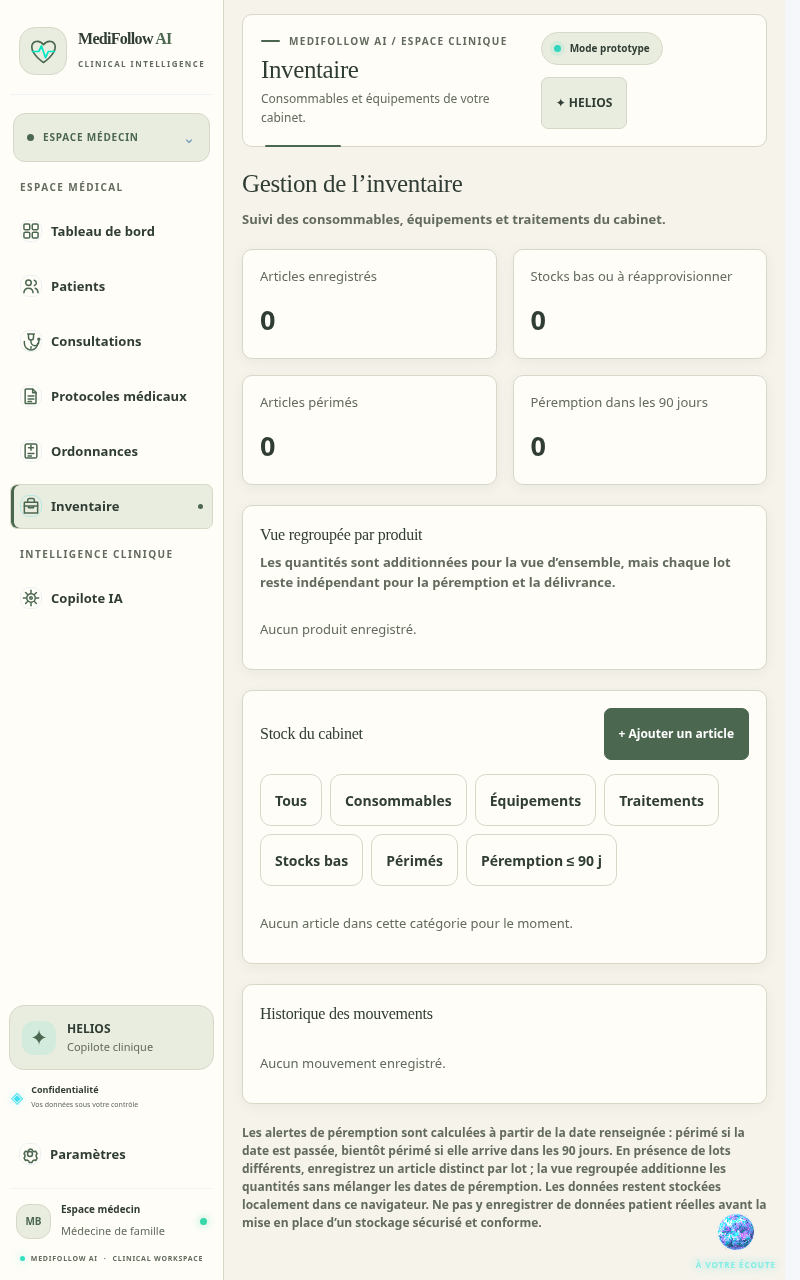 MediFollow AI
CLINICAL INTELLIGENCE
ESPACE MÉDECIN
ESPACE MÉDICAL
Tableau de bord
Patients
Consultations
Protocoles médicaux
Ordonnances
Inventaire
INTELLIGENCE CLINIQUE
Copilote IA
HELIOS
Copilote clinique
Confidentialité
Vos données sous votre contrôle
Paramètres
MB
Espace médecin
Médecine de famille
MEDIFOLLOW AI · CLINICAL WORKSPACE
MEDIFOLLOW AI / ESPACE CLINIQUE
Inventaire
Consommables et équipements de votre
cabinet.
Mode prototype
✦ HELIOS
Gestion de l’inventaire
Suivi des consommables, équipements et traitements du cabinet.
Articles enregistrés
0
Stocks bas ou à réapprovisionner
0
Articles périmés
0
Péremption dans les 90 jours
0
Vue regroupée par produit
Les quantités sont additionnées pour la vue d’ensemble, mais chaque lot
reste indépendant pour la péremption et la délivrance.
Aucun produit enregistré.
Stock du cabinet
+ Ajouter un article
Tous
Consommables
Équipements
Traitements
Stocks bas
Périmés
Péremption ≤ 90 j
Aucun article dans cette catégorie pour le moment.
Historique des mouvements
Aucun mouvement enregistré.
Les alertes de péremption sont calculées à partir de la date renseignée : périmé si la
date est passée, bientôt périmé si elle arrive dans les 90 jours. En présence de lots
différents, enregistrez un article distinct par lot ; la vue regroupée additionne les
quantités sans mélanger les dates de péremption. Les données restent stockées
localement dans ce navigateur. Ne pas y enregistrer de données patient réelles avant la
mise en place d’un stockage sécurisé et conforme.
À VOTRE ÉCOUTE